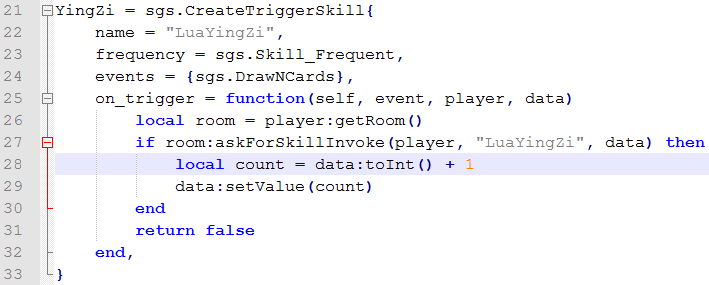 21 YingZi = sgs.CreateTriggerSkill{
22     name = "LuaYingZi",
23     frequency = sgs.Skill_Frequent,
24     events = {sgs.DrawNCards},
25     on_trigger = function(self, event, player, data)
26         local room = player:getRoom()
27         if room:askForSkillInvoke(player, "LuaYingZi", data) then
28             local count = data:toInt() + 1
29             data:setValue(count)
30         end
31         return false
32     end,
33 }